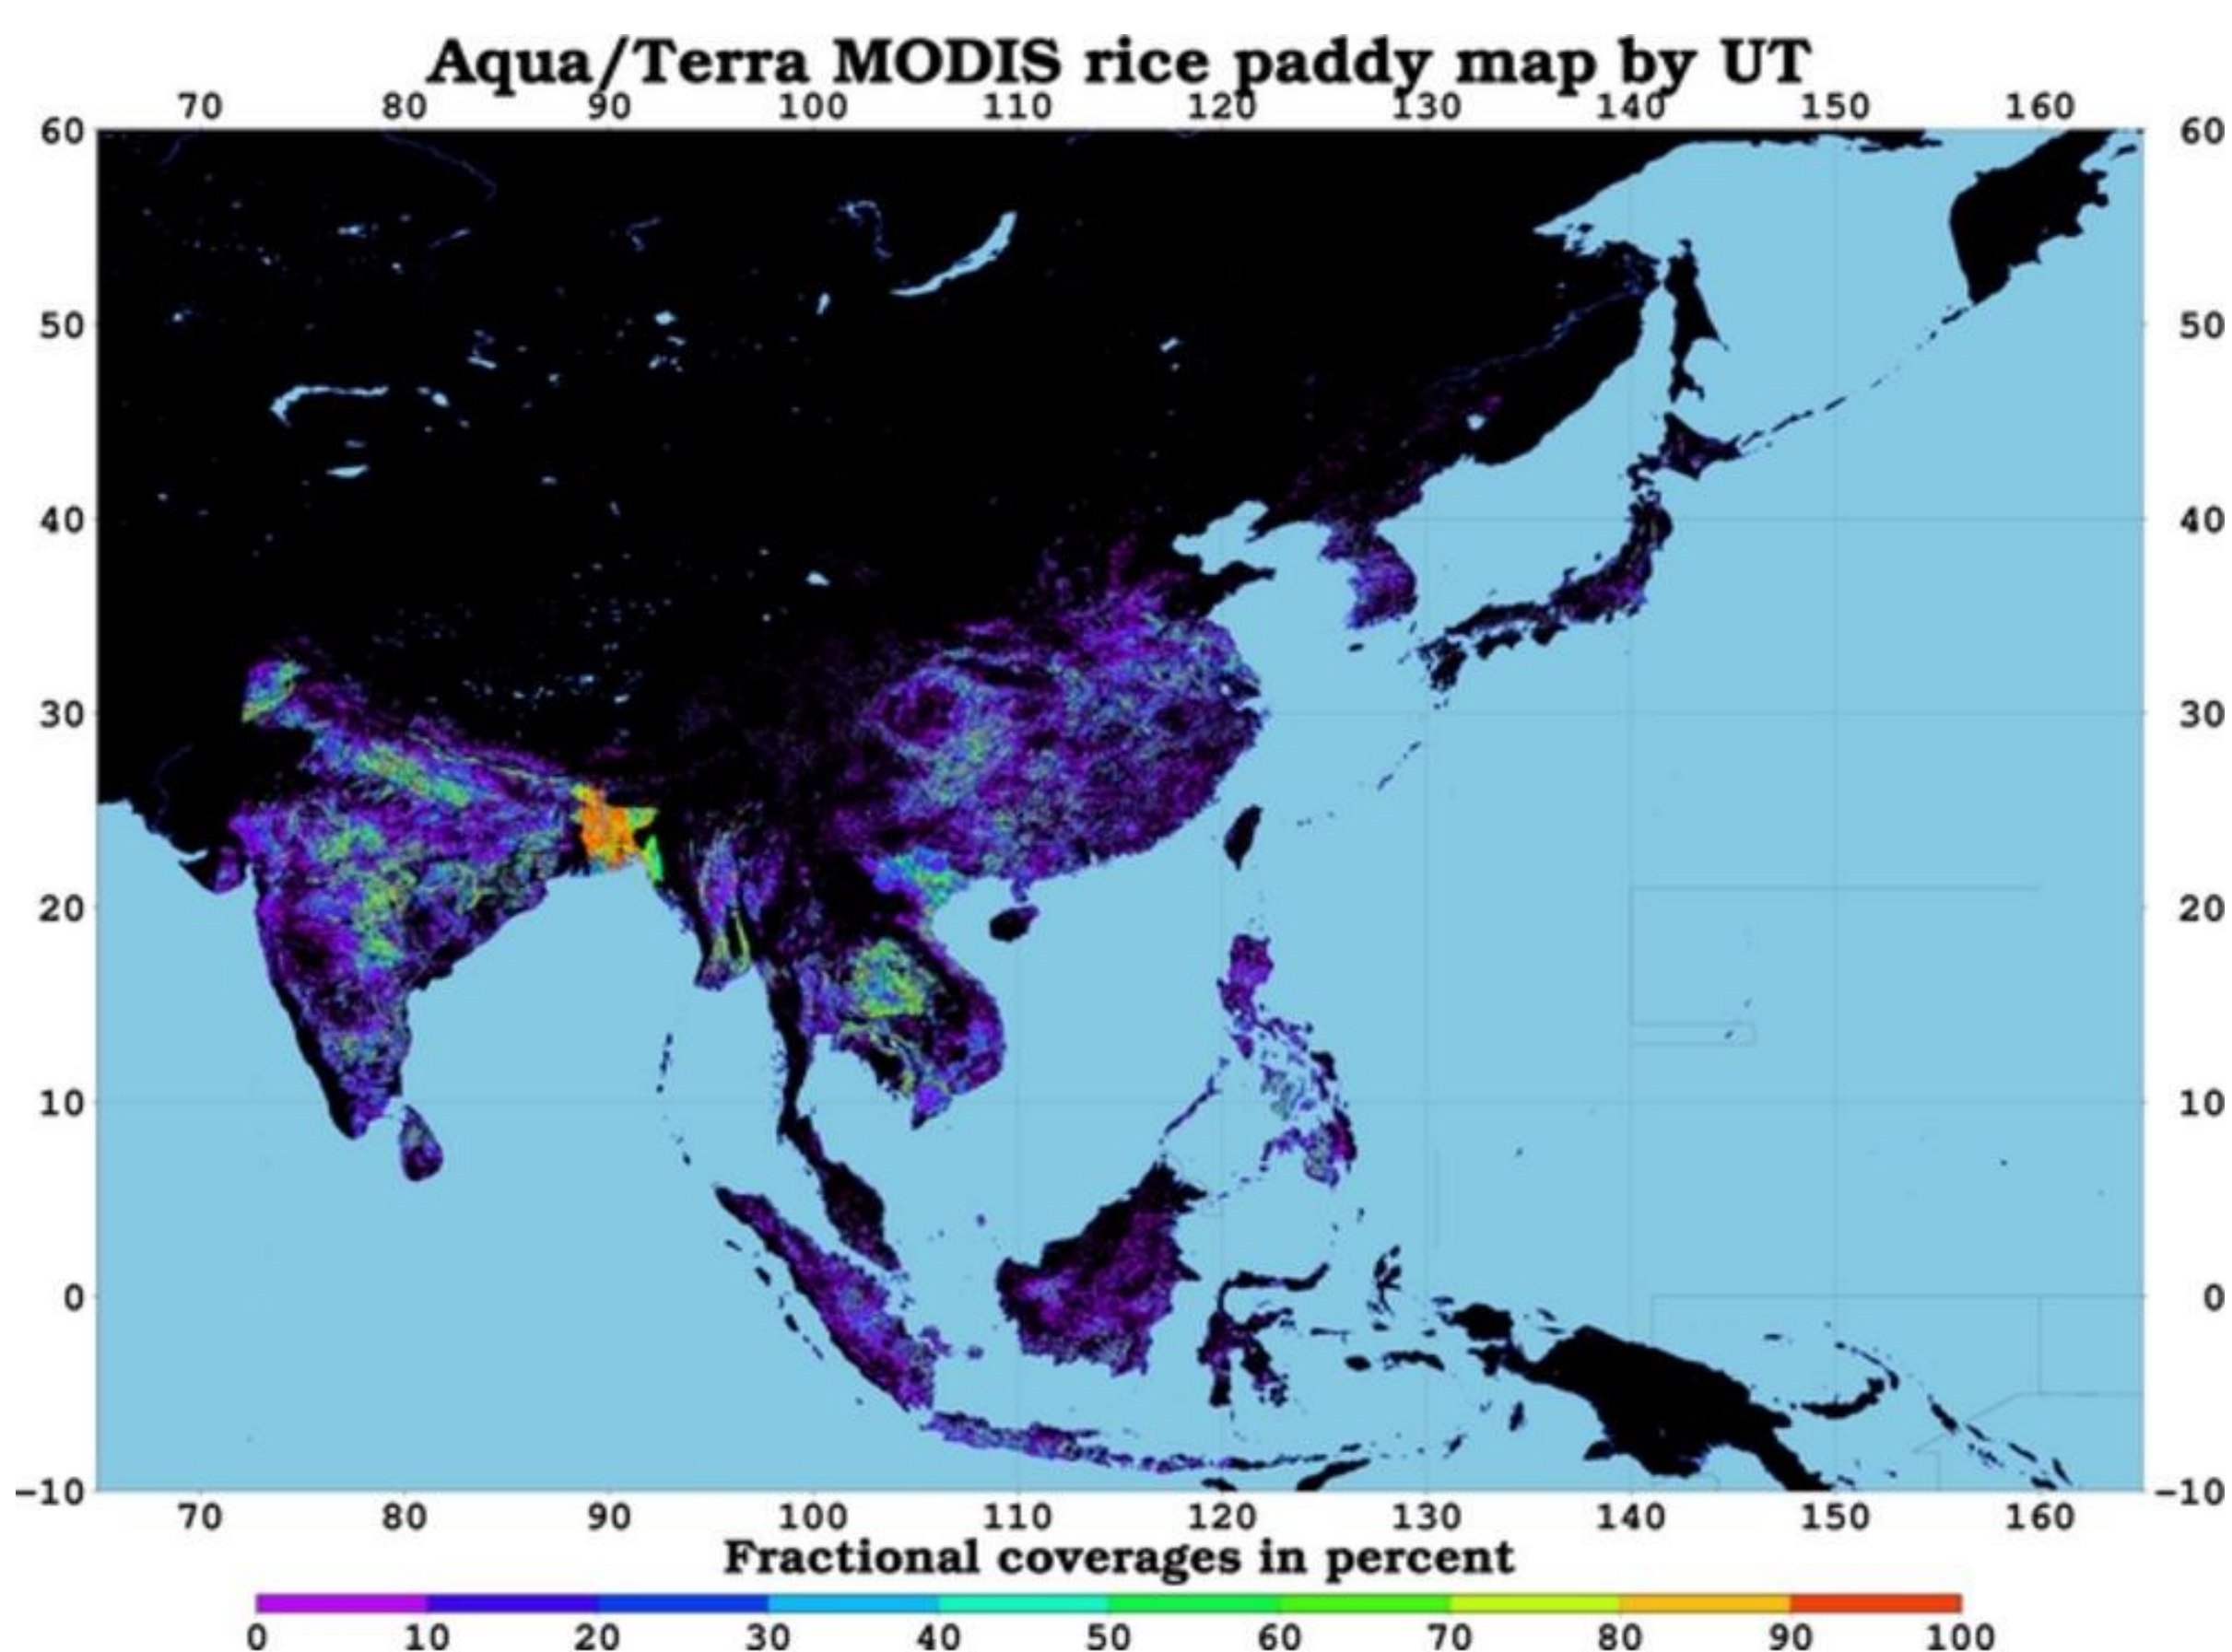 Aqua/Terra MODIS rice paddy map by UT
70 80 90 100 110 120 130 140 150 160
60 60
50 50
40 40
30 30
20 20
10 10
0 0
−10 −10
70 80 90 100 110 120 130 140 150 160
Fractional coverages in percent
0 10 20 30 40 50 60 70 80 90 100